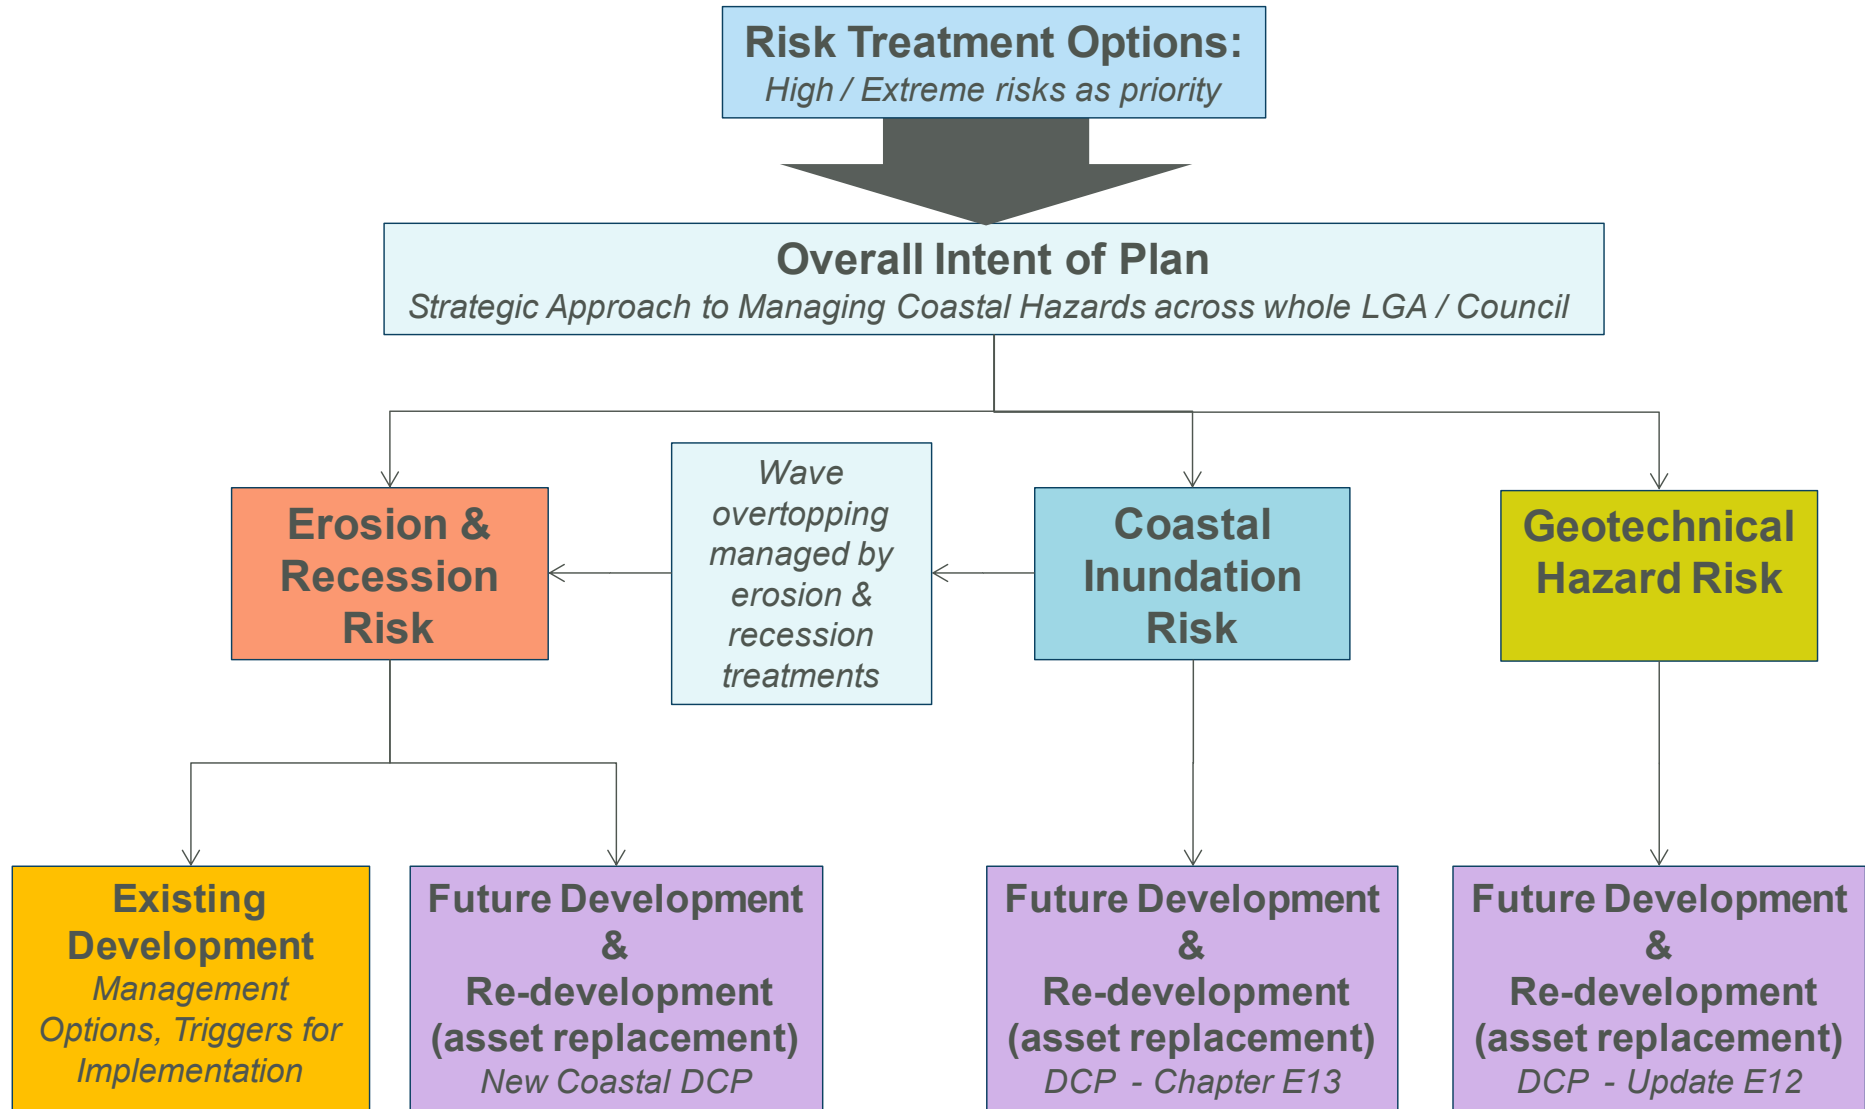 Risk Treatment Options:
High / Extreme risks as priority
Overall Intent of Plan
Strategic Approach to Managing Coastal Hazards across whole LGA / Council
Erosion &
Recession
Risk
Wave
overtopping
managed by
erosion &
recession
treatments
Coastal
Inundation
Risk
Geotechnical
Hazard Risk
Existing
Development
Management
Options, Triggers for
Implementation
Future Development
&
Re-development
(asset replacement)
New Coastal DCP
Future Development
&
Re-development
(asset replacement)
DCP - Chapter E13
Future Development
&
Re-development
(asset replacement)
DCP - Update E12